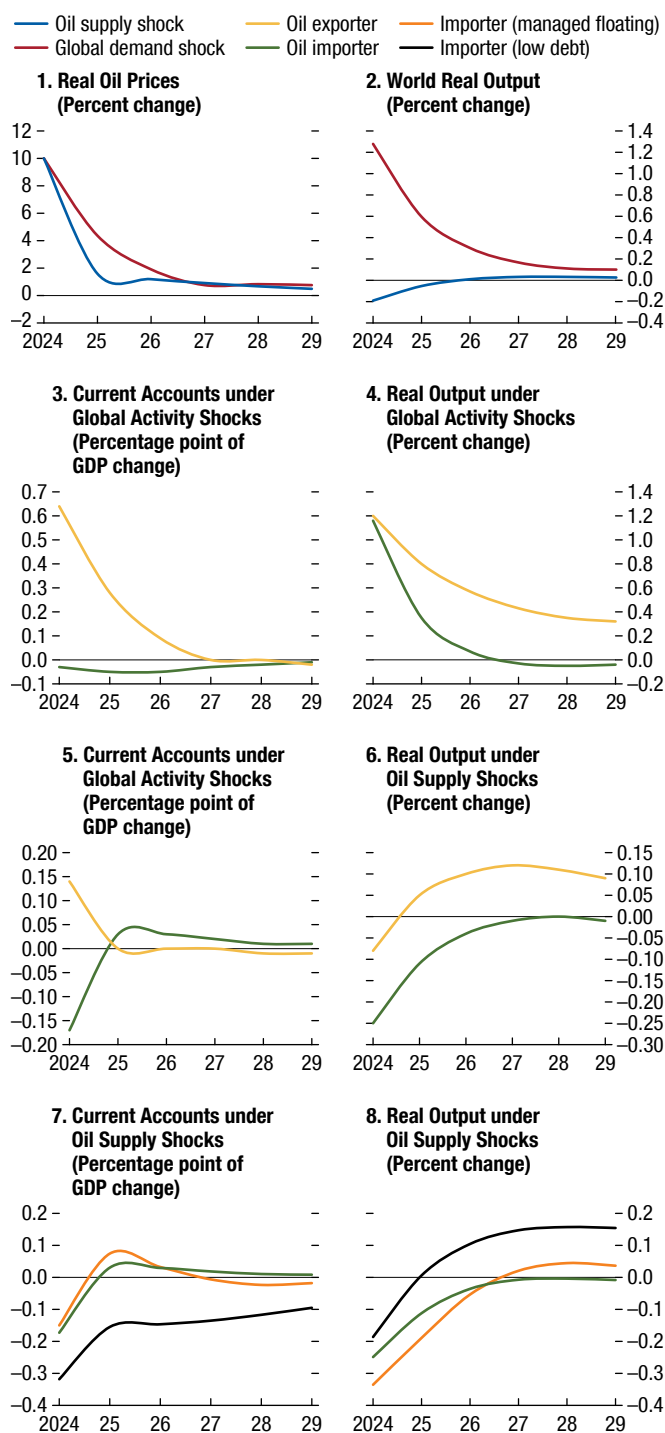 Oil supply shock Oil exporter Importer (managed floating)
Global demand shock Oil importer Importer (low debt)
1. Real Oil Prices
(Percent change)
12
10
8
6
4
2
0
–2
2024 25 26 27 28 29
2. World Real Output
(Percent change)
1.4
1.2
1.0
0.8
0.6
0.4
0.2
0.0
–0.2
–0.4
2024 25 26 27 28 29
3. Current Accounts under
Global Activity Shocks
(Percentage point of
GDP change)
0.7
0.6
0.5
0.4
0.3
0.2
0.1
0.0
–0.1
2024 25 26 27 28 29
4. Real Output under
Global Activity Shocks
(Percent change)
1.4
1.2
1.0
0.8
0.6
0.4
0.2
0.0
–0.2
2024 25 26 27 28 29
5. Current Accounts under
Global Activity Shocks
(Percentage point of
GDP change)
0.20
0.15
0.10
0.05
0.00
–0.05
–0.10
–0.15
–0.20
2024 25 26 27 28 29
6. Real Output under
Oil Supply Shocks
(Percent change)
0.15
0.10
0.05
0.00
–0.05
–0.10
–0.15
–0.20
–0.25
–0.30
2024 25 26 27 28 29
7. Current Accounts under
Oil Supply Shocks
(Percentage point of
GDP change)
0.2
0.1
0.0
–0.1
–0.2
–0.3
–0.4
2024 25 26 27 28 29
8. Real Output under
Oil Supply Shocks
(Percent change)
0.2
0.1
0.0
–0.1
–0.2
–0.3
–0.4
2024 25 26 27 28 29